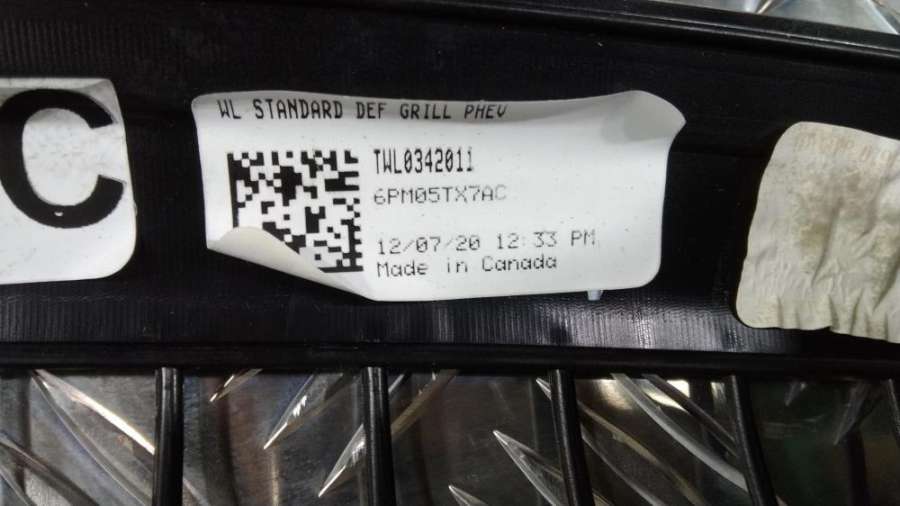 C
WL STANDARD DEF GRILL PHEV
TWL0342011
6PM05TX7AC
12/07/20 12:33 PM
Made in Canada